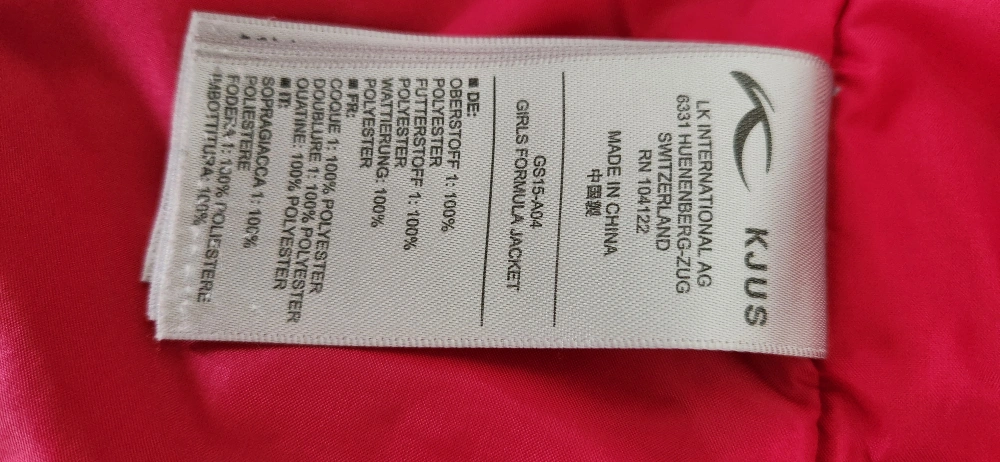 KJUS
LK INTERNATIONAL AG
6331 HUENENBERG-ZUG
SWITZERLAND
RN 104122
MADE IN CHINA
中國製
GS15-A04
GIRLS FORMULA JACKET
■ DE:
OBERSTOFF 1: 100%
POLYESTER
FUTTERSTOFF 1: 100%
POLYESTER
WATTIERUNG: 100%
POLYESTER
■ FR:
COQUE 1: 100% POLYESTER
DOUBLURE 1: 100% POLYESTER
OUATINE: 100% POLYESTER
■ IT:
SOPRAGIACCA 1: 100%
POLIESTERE
FODERA 1: 100% POLIESTERE
IMBOTTITURA: 100%